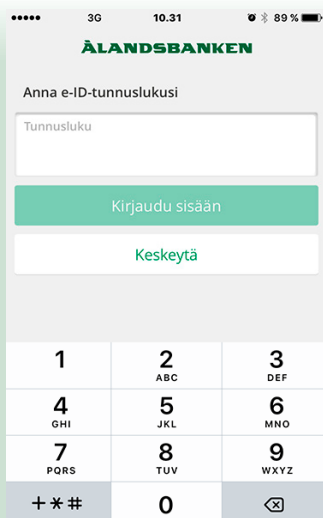 3G 10.31 89 %
ÅLANDSBANKEN
Anna e-ID-tunnuslukusi
Tunnusluku
Kirjaudu sisään
Keskeytä
1 2 3
ABC DEF
4 5 6
GHI JKL MNO
7 8 9
PQRS TUV WXYZ
+*# 0